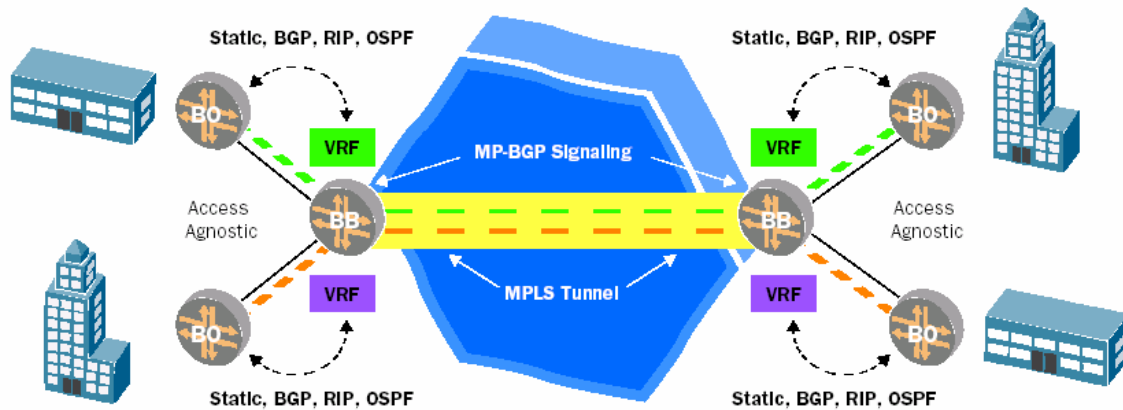 Static, BGP, RIP, OSPF
Static, BGP, RIP, OSPF
BO
BO
VRF
MP-BGP Signaling
VRF
Access
Agnostic
BB
BB
Access
Agnostic
VRF
MPLS Tunnel
VRF
BO
BO
Static, BGP, RIP, OSPF
Static, BGP, RIP, OSPF